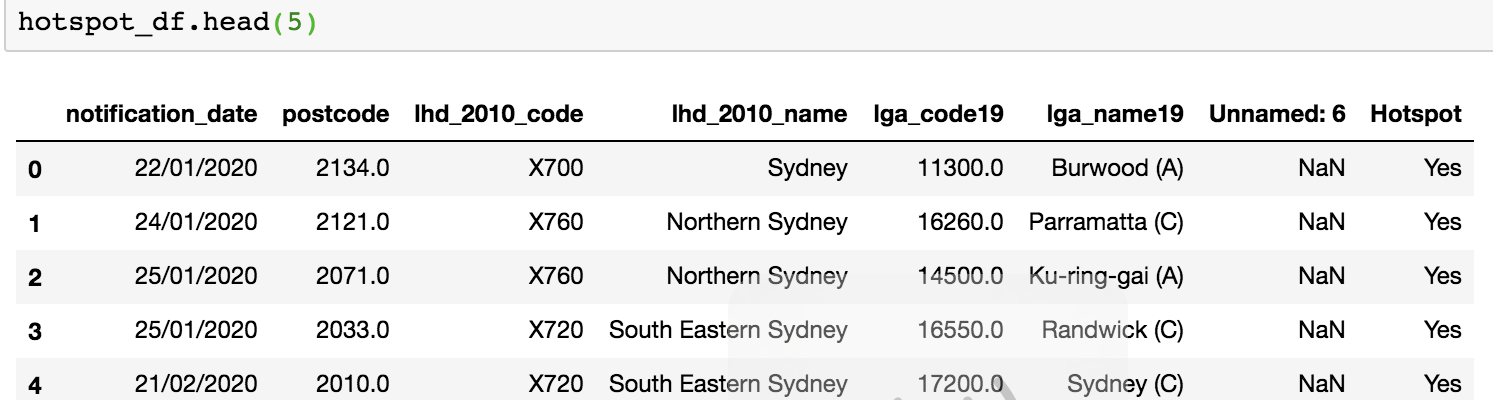 hotspot_df.head(5)
notification_date postcode lhd_2010_code lhd_2010_name lga_code19 lga_name19 Unnamed: 6 Hotspot
0 22/01/2020 2134.0 X700 Sydney 11300.0 Burwood (A) NaN Yes
1 24/01/2020 2121.0 X760 Northern Sydney 16260.0 Parramatta (C) NaN Yes
2 25/01/2020 2071.0 X760 Northern Sydney 14500.0 Ku-ring-gai (A) NaN Yes
3 25/01/2020 2033.0 X720 South Eastern Sydney 16550.0 Randwick (C) NaN Yes
4 21/02/2020 2010.0 X720 South Eastern Sydney 17200.0 Sydney (C) NaN Yes